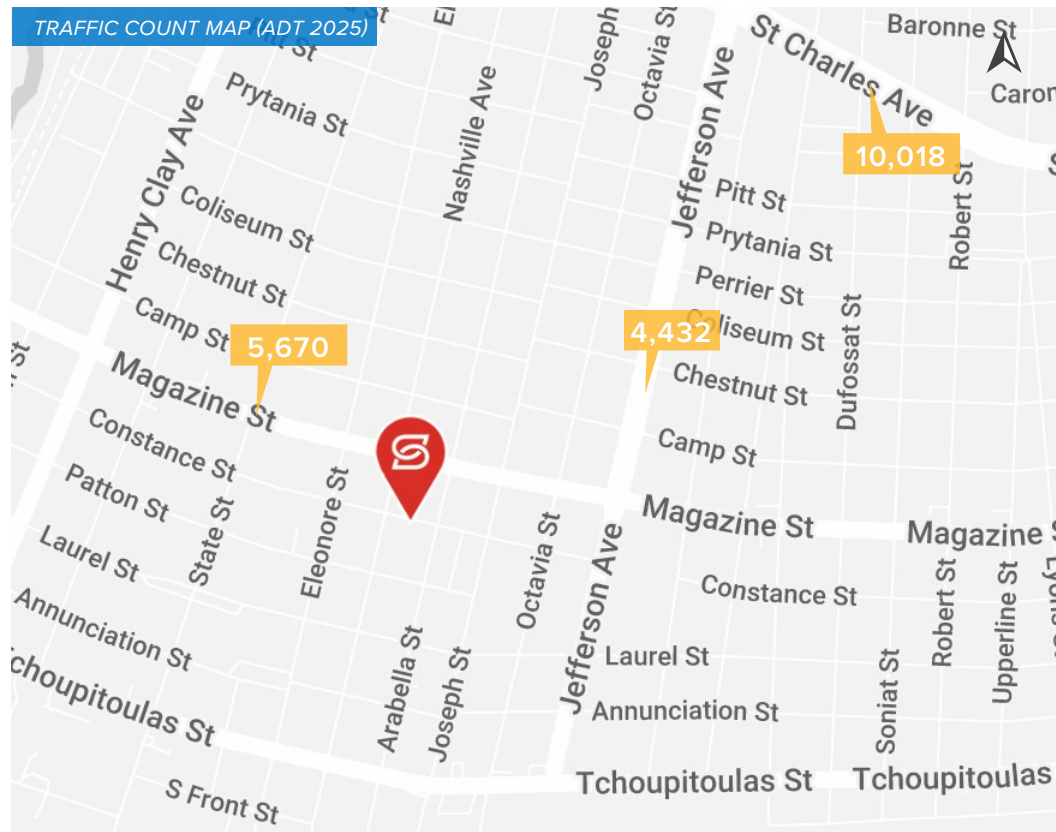 TRAFFIC COUNT MAP (ADT 2025)
Baronne St
St Charles Ave
Joseph
Octavia St
Jefferson Ave
Prytania St
Nashville Ave
Henry Clay Ave
10,018
Robert St
Pitt St
Coliseum St
Prytania St
Chestnut St
Perrier St
Camp St
5,670
4,432
Coliseum St
Dufossat St
Magazine St
Chestnut St
Constance St
Camp St
Patton St
State St
Eleonore St
Magazine St
Magazine
Laurel St
Octavia St
Jefferson Ave
Constance St
Robert St
Upperline St
Annunciation St
Arabella St
Joseph St
Laurel St
Soniat St
Annunciation St
Tchoupitoulas St
Tchoupitoulas
S Front St